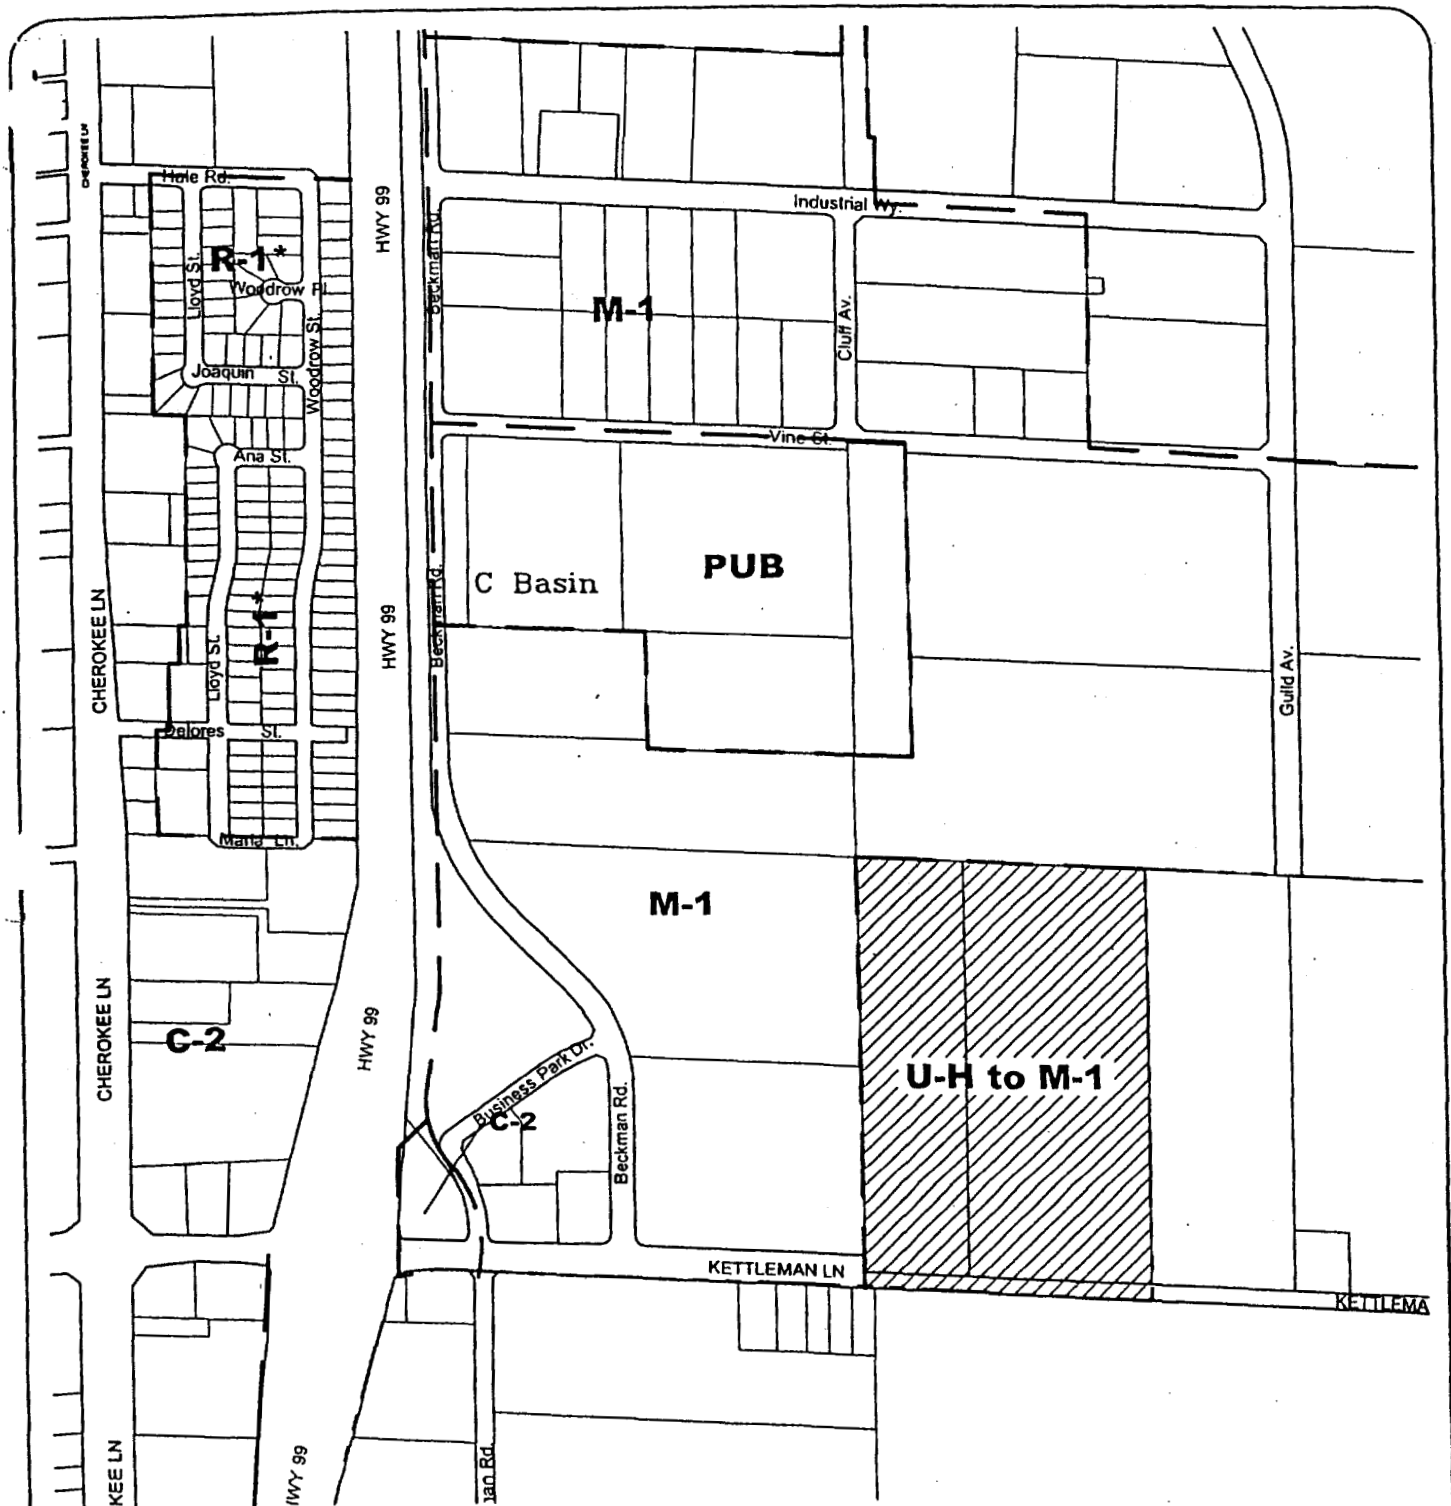 CHEROKEE LN
Hale Rd.
HWY 99
Industrial Wy.
Beckman Rd.
R-1*
Lloyd St.
Woodrow Pl.
M-1
Woodrow St.
Cluff Av.
Joaquin St.
Vine St.
Ana St.
PUB
C Basin
Beckman Rd.
CHEROKEE LN
R-1*
HWY 99
Lloyd St.
Guild Av.
Delores St.
Maria Ln.
M-1
CHEROKEE LN
C-2
HWY 99
U-H to M-1
Business Park Dr.
C-2
Beckman Rd.
KETTLEMAN LN
KETTLEMA
KEE LN
HWY 99
an Rd.